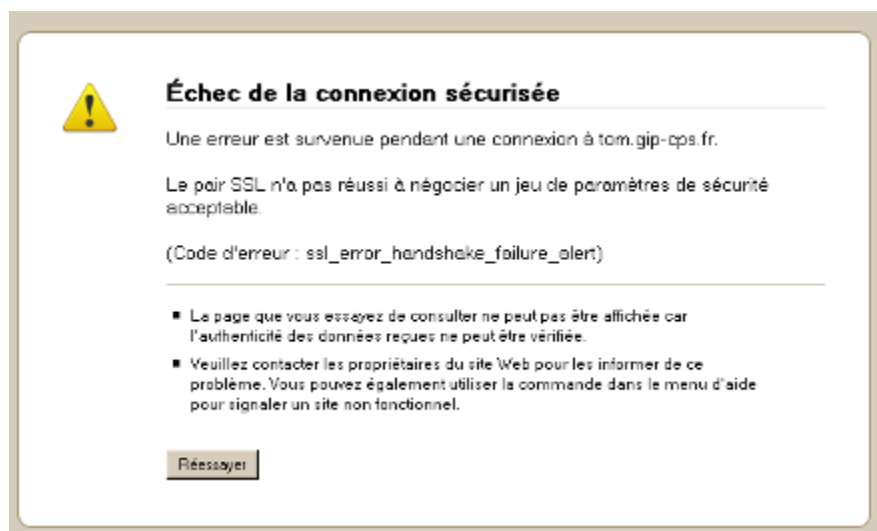 Échec de la connexion sécurisée
Une erreur est survenue pendant une connexion à tom.gip-cps.fr.
Le pair SSL n'a pas réussi à négocier un jeu de paramètres de sécurité
acceptable.
(Code d'erreur : ssl_error_handshake_failure_alert)
▪ La page que vous essayez de consulter ne peut pas être affichée car
l'authenticité des données reçues ne peut être vérifiée.
▪ Veuillez contacter les propriétaires du site Web pour les informer de ce
problème. Vous pouvez également utiliser la commande dans le menu d'aide
pour signaler un site non fonctionnel.
Réessayer